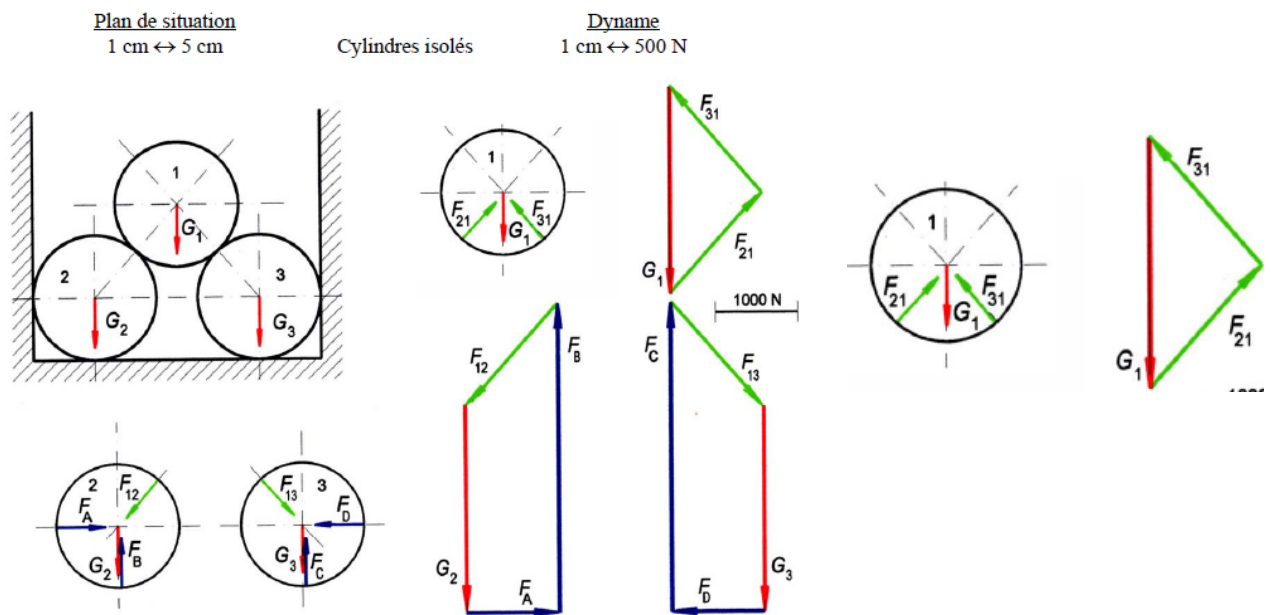 Plan de situation
1 cm ↔ 5 cm
Cylindres isolés
Dyname
1 cm ↔ 500 N
1
G1
2
3
G2
G3
1
F21
F31
G1
F31
F21
G1
1000 N
1
F21
F31
G1
F31
F21
G1
2
F12
FA
G2
FB
F13
3
FD
G3
FC
F12
FB
G2
FA
FC
F13
G3
FD